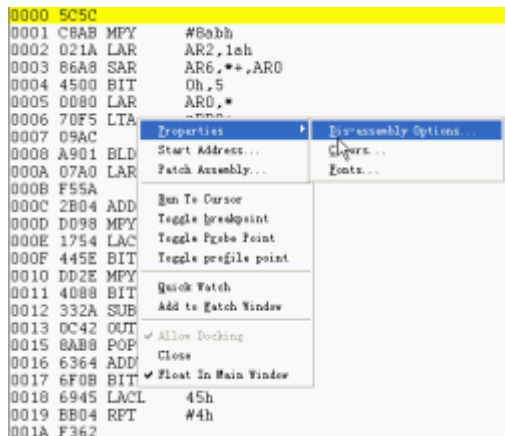 0000 5C5C
0001 C8AB MPY #8abh
0002 021A LAR AR2,1ah
0003 86A8 SAR AR6,*+,AR0
0004 4500 BIT 0h,5
0005 0080 LAR AR0,*
0006 70F5 LTA
0007 09AC
0008 A901 BLD
000A 07A0 LAR
000B F55A
000C 2B04 ADD
000D D098 MPY
000E 1754 LAC
000F 445E BIT
0010 DD2E MPY
0011 4088 BIT
0012 332A SUB
0013 0C42 OUT
0015 8AB8 POP
0016 6364 ADD
0017 6F0B BIT
0018 6945 LACL 45h
0019 BB04 RPT #4h
001A F362
Properties
Start Address...
Patch Assembly...
Run To Cursor
Toggle breakpoint
Toggle Probe Point
Toggle profile point
Quick Watch
Add to Watch Window
Allow Docking
Close
Float In Main Window
Dis-assembly Options...
Colors...
Fonts...